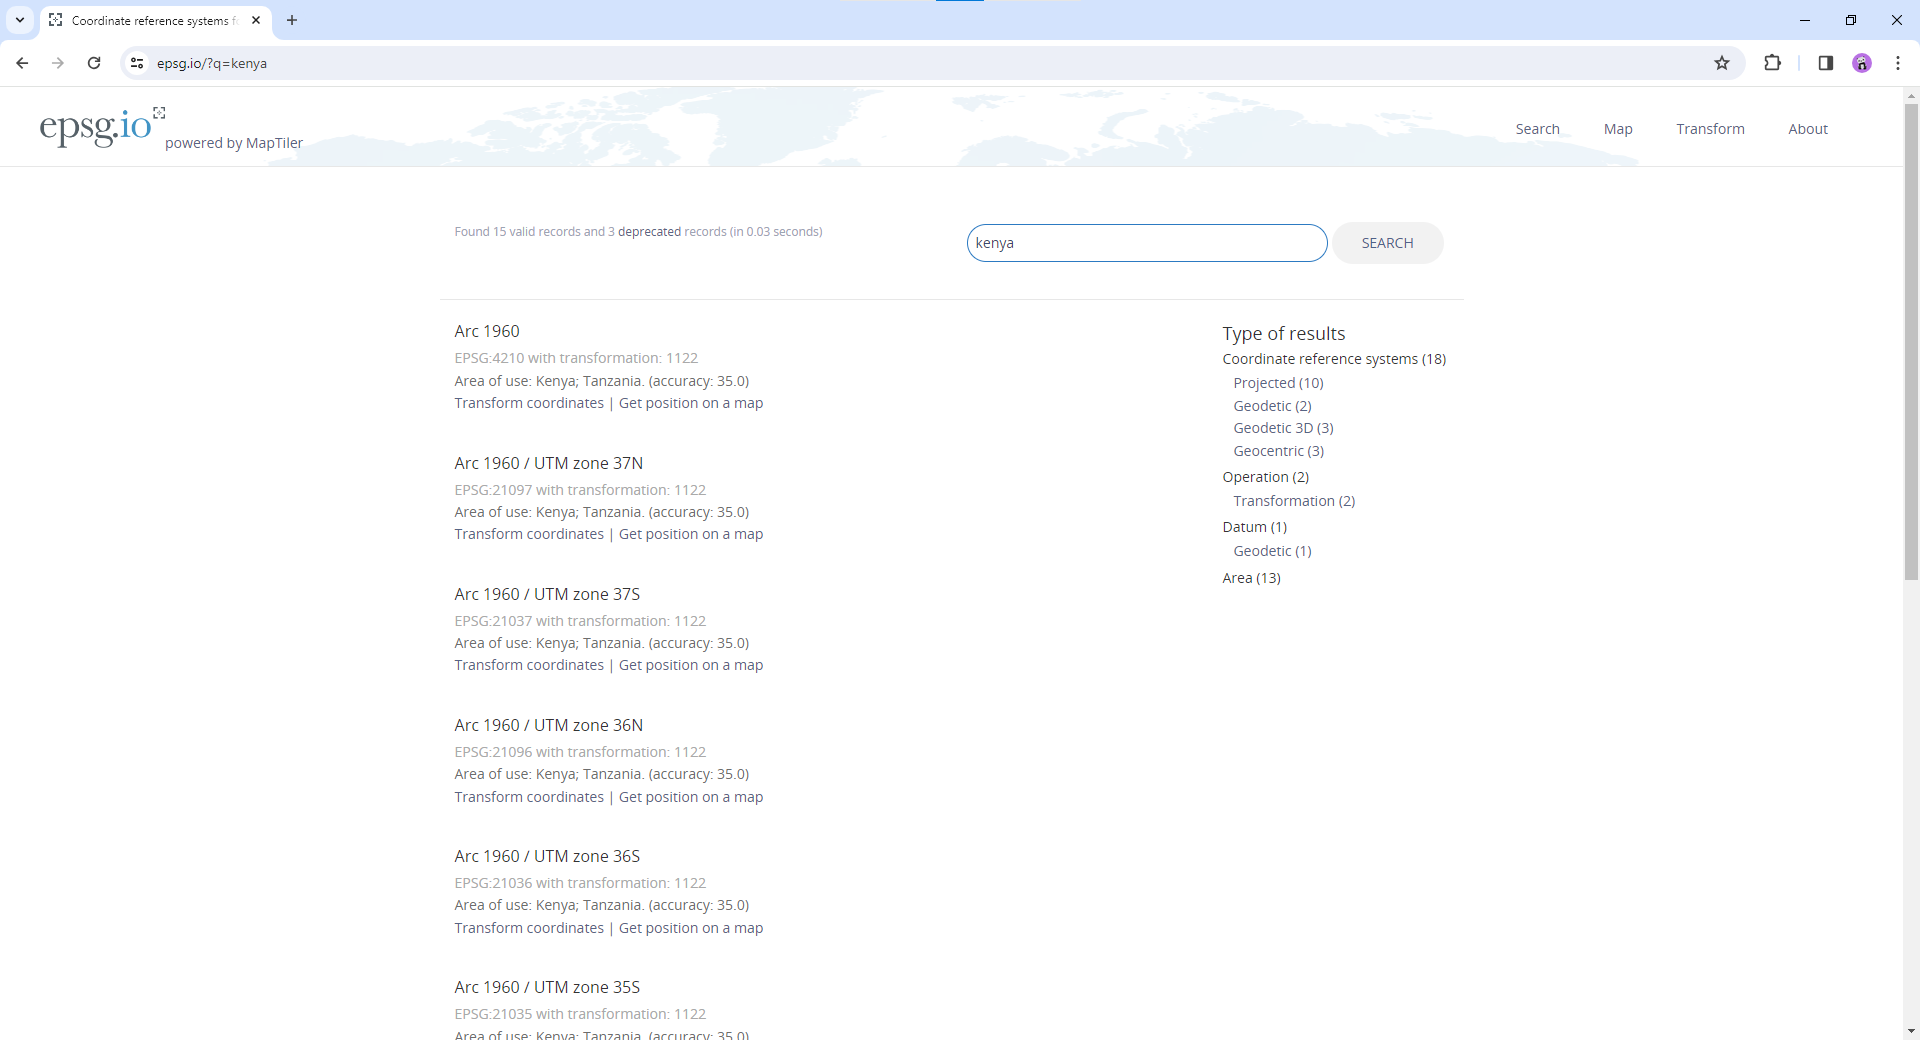 Coordinate reference systems f
epsg.io/?q=kenya
epsg.io
powered by MapTiler
Search
Map
Transform
About
Found 15 valid records and 3 deprecated records (in 0.03 seconds)
kenya
SEARCH
Arc 1960
EPSG:4210 with transformation: 1122
Area of use: Kenya; Tanzania. (accuracy: 35.0)
Transform coordinates | Get position on a map
Arc 1960 / UTM zone 37N
EPSG:21097 with transformation: 1122
Area of use: Kenya; Tanzania. (accuracy: 35.0)
Transform coordinates | Get position on a map
Arc 1960 / UTM zone 37S
EPSG:21037 with transformation: 1122
Area of use: Kenya; Tanzania. (accuracy: 35.0)
Transform coordinates | Get position on a map
Arc 1960 / UTM zone 36N
EPSG:21096 with transformation: 1122
Area of use: Kenya; Tanzania. (accuracy: 35.0)
Transform coordinates | Get position on a map
Arc 1960 / UTM zone 36S
EPSG:21036 with transformation: 1122
Area of use: Kenya; Tanzania. (accuracy: 35.0)
Transform coordinates | Get position on a map
Arc 1960 / UTM zone 35S
EPSG:21035 with transformation: 1122
Area of use: Kenya; Tanzania. (accuracy: 35.0)
Type of results
Coordinate reference systems (18)
Projected (10)
Geodetic (2)
Geodetic 3D (3)
Geocentric (3)
Operation (2)
Transformation (2)
Datum (1)
Geodetic (1)
Area (13)